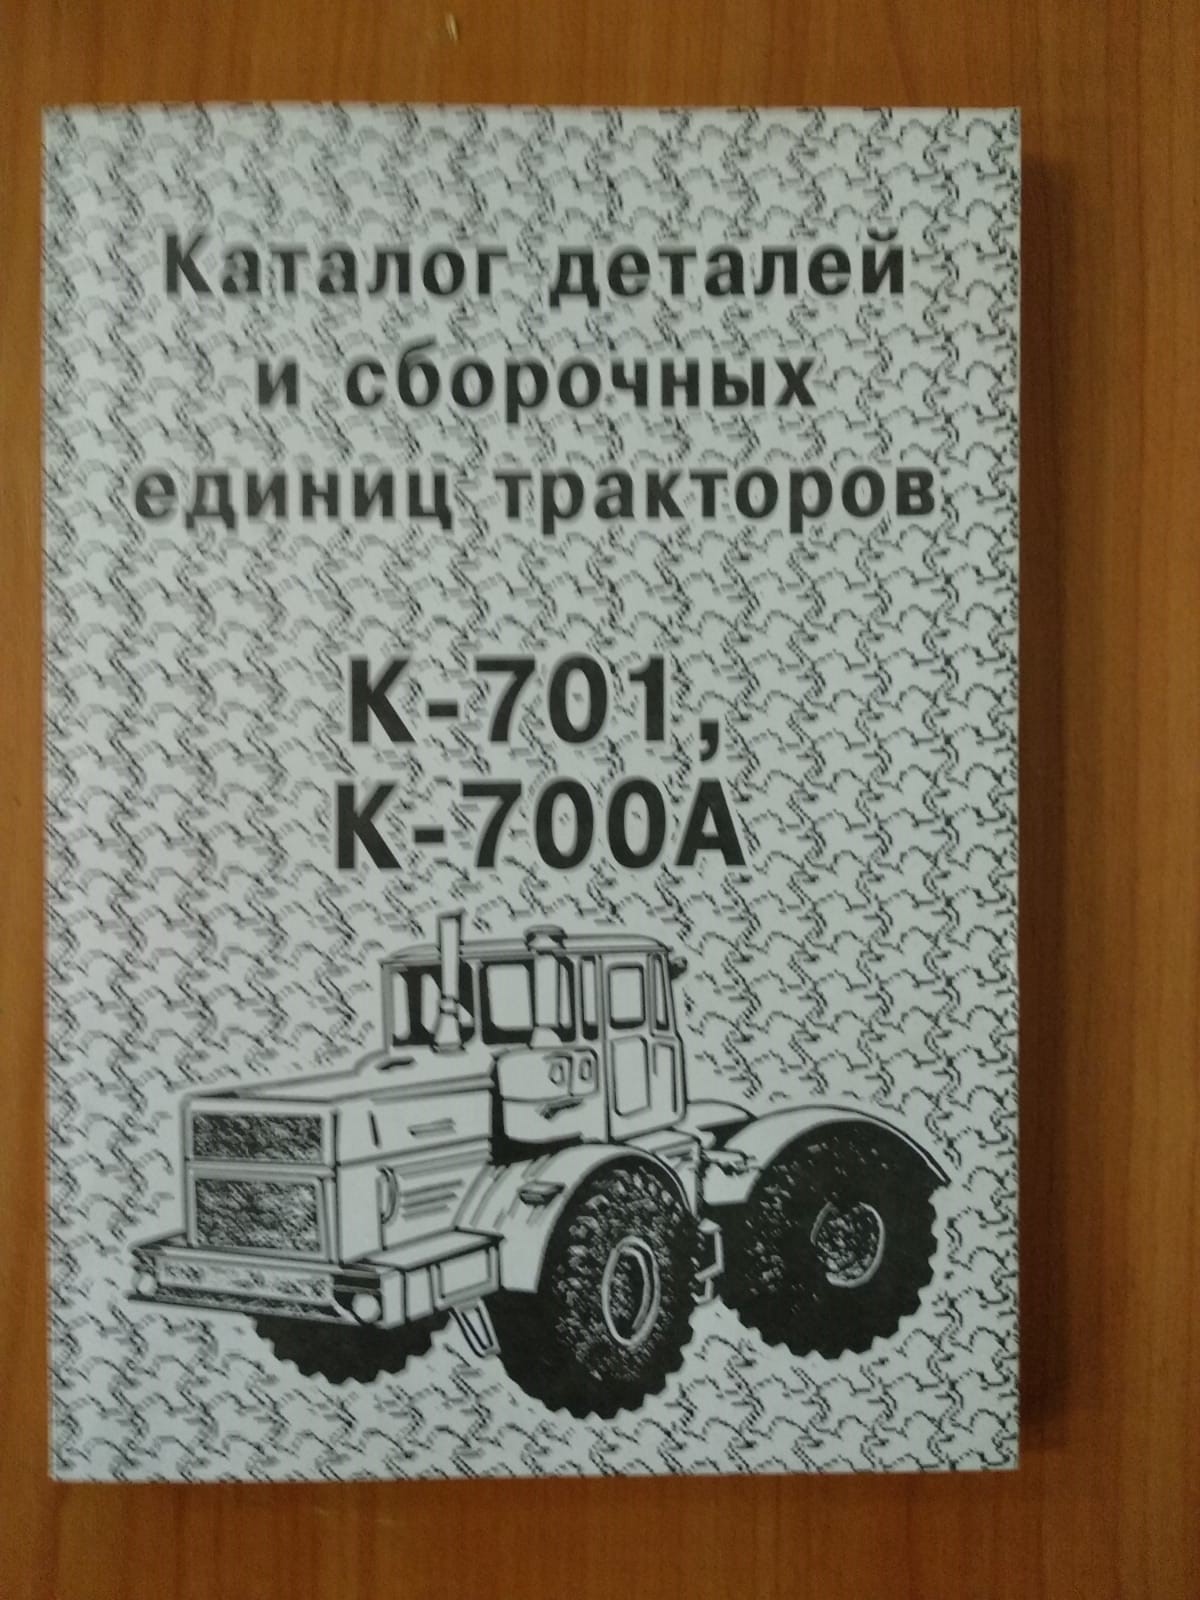 Каталог деталей
и сборочных
единиц тракторов
К-701,
К-700А